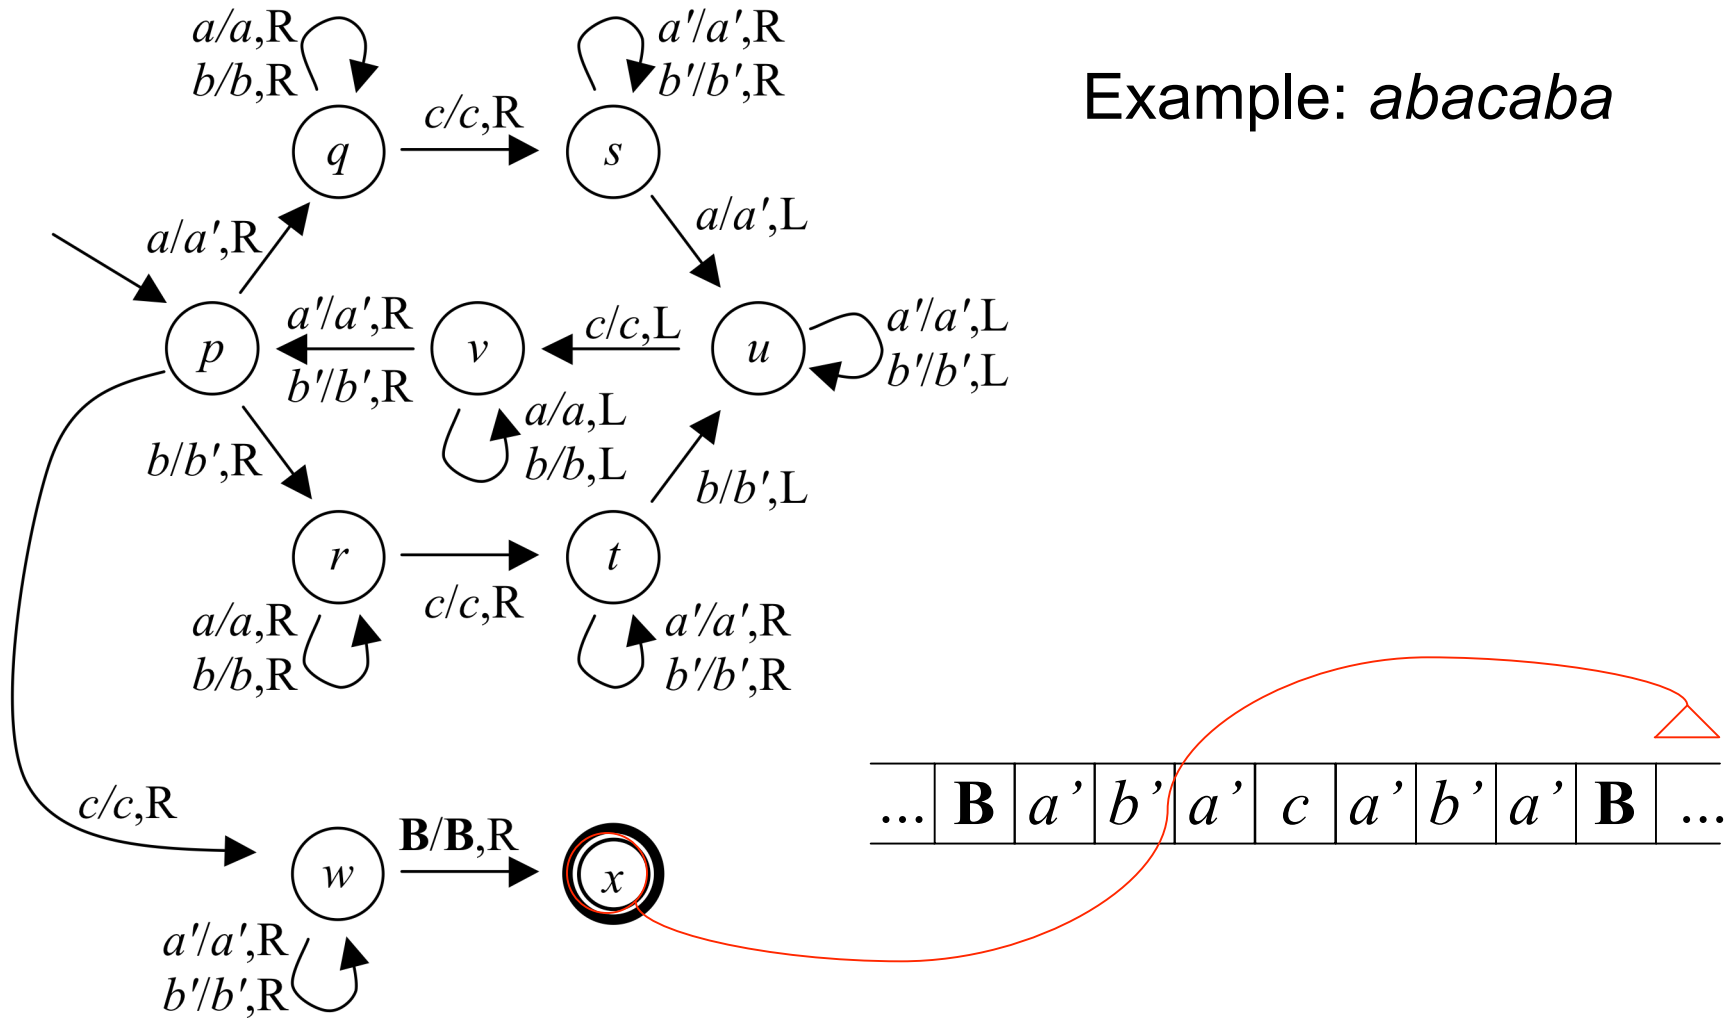 a/a,R
b/b,R
a'/a',R
b'/b',R
Example: abacaba
c/c,R
q
s
a/a',R
a/a',L
a'/a',R
c/c,L
a'/a',L
p
v
u
b'/b',R
b'/b',L
a/a,L
b/b,L
b/b',R
b/b',L
r
t
c/c,R
a/a,R
b/b,R
a'/a',R
b'/b',R
... B a’ b’ a’ c a’ b’ a’ B ...
c/c,R
B/B,R
w
x
a'/a',R
b'/b',R